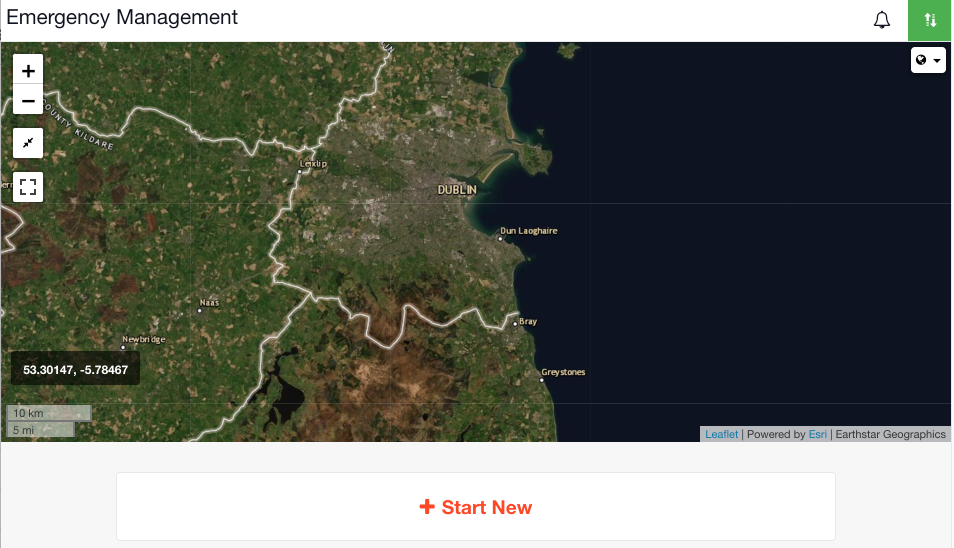 Emergency Management
+
−
COUNTY KILDARE
Leixlip
DUBLIN
Dun Laoghaire
Naas
Bray
Newbridge
53.30147, -5.78467
Greystones
10 km
5 mi
Leaflet | Powered by Esri | Earthstar Geographics
+ Start New